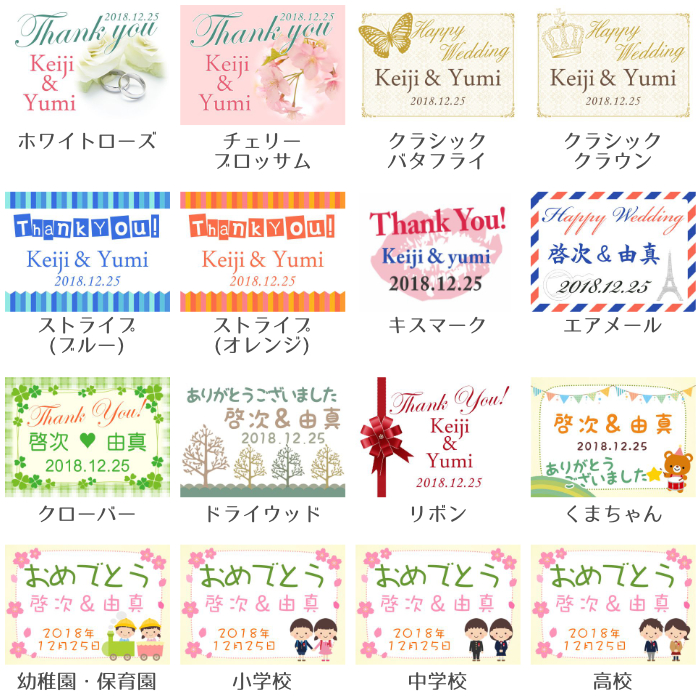 2018.12.25
Thank you
Keiji
&
Yumi
ホワイトローズ
2018.12.25
Thank you
Keiji
&
Yumi
チェリー
ブロッサム
Happy
Wedding
Keiji & Yumi
2018.12.25
クラシック
バタフライ
Happy
Wedding
Keiji & Yumi
2018.12.25
クラシック
クラウン
ThankYOU!
Keiji & Yumi
2018.12.25
ストライプ
(ブルー)
ThankYOU!
Keiji & Yumi
2018.12.25
ストライプ
(オレンジ)
Thank You!
Keiji & yumi
2018.12.25
キスマーク
Happy Wedding
啓次&由真
2018.12.25
エアメール
Thank You!
啓次 ♥ 由真
2018.12.25
クローバー
ありがとうございました
啓次&由真
2018.12.25
ドライウッド
Thank You!
Keiji
&
Yumi
2018.12.25
リボン
啓次&由真
2018.12.25
ありがとう
ございました
くまちゃん
おめでとう
啓次&由真
2018年
12月25日
幼稚園・保育園
おめでとう
啓次&由真
2018年
12月25日
小学校
おめでとう
啓次&由真
2018年
12月25日
中学校
おめでとう
啓次&由真
2018年
12月25日
高校